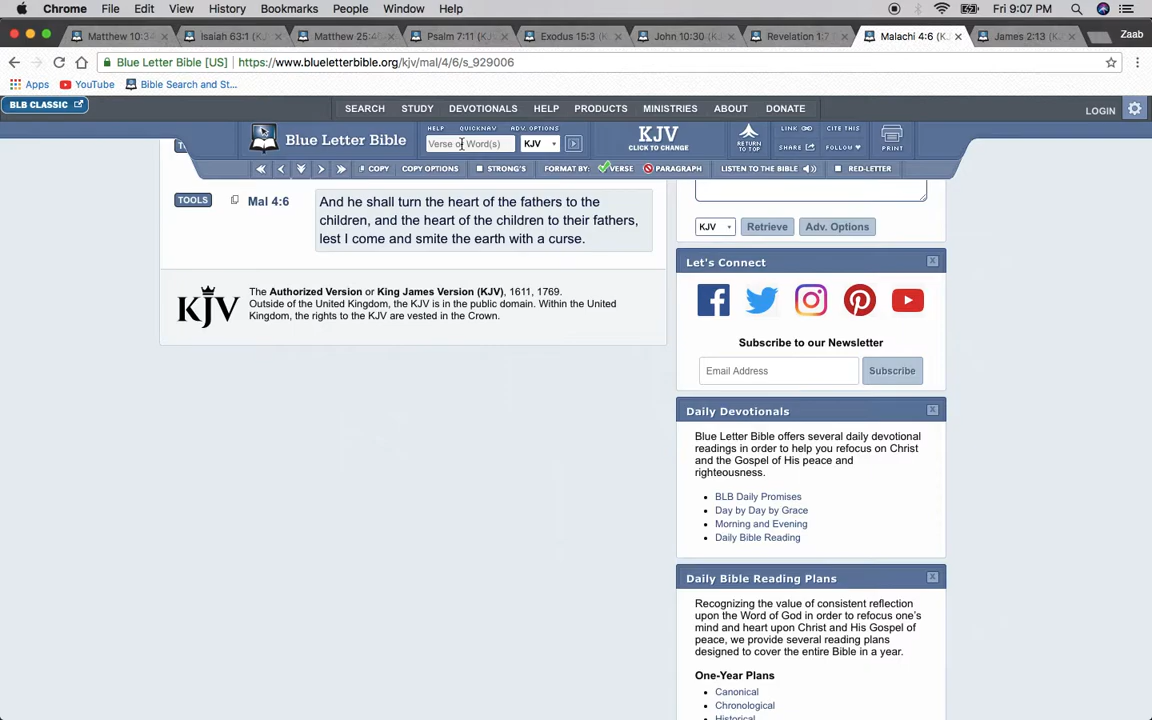 Chrome File Edit View History Bookmarks People Window Help Fri 9:07 PM
Matthew 10:34 Isaiah 63:1 (K Matthew 25:4 Psalm 7:11 (K Exodus 15:3 (K John 10:30 (KJ Revelation 1:7 Malachi 4:6 (K James 2:13 (KJ Zaab
Blue Letter Bible [US] https://www.blueletterbible.org/kjv/mal/4/6/s_929006
Apps YouTube Bible Search and St...
BLB CLASSIC
SEARCH STUDY DEVOTIONALS HELP PRODUCTS MINISTRIES ABOUT DONATE
LOGIN
Blue Letter Bible
HELP QUICKNAV ADV. OPTIONS
Verse or Word(s) KJV
KJV
CLICK TO CHANGE
RETURN
TO TOP
LINK CITE THIS
SHARE FOLLOW
PRINT
COPY COPY OPTIONS STRONG'S FORMAT BY: VERSE PARAGRAPH LISTEN TO THE BIBLE RED-LETTER
TOOLS Mal 4:6
And he shall turn the heart of the fathers to the
children, and the heart of the children to their fathers,
lest I come and smite the earth with a curse.
KJV
The Authorized Version or King James Version (KJV), 1611, 1769.
Outside of the United Kingdom, the KJV is in the public domain. Within the United
Kingdom, the rights to the KJV are vested in the Crown.
KJV Retrieve Adv. Options
Let's Connect
Subscribe to our Newsletter
Email Address Subscribe
Daily Devotionals
Blue Letter Bible offers several daily devotional
readings in order to help you refocus on Christ
and the Gospel of His peace and
righteousness.
BLB Daily Promises
Day by Day by Grace
Morning and Evening
Daily Bible Reading
Daily Bible Reading Plans
Recognizing the value of consistent reflection
upon the Word of God in order to refocus one's
mind and heart upon Christ and His Gospel of
peace, we provide several reading plans
designed to cover the entire Bible in a year.
One-Year Plans
Canonical
Chronological
Historical